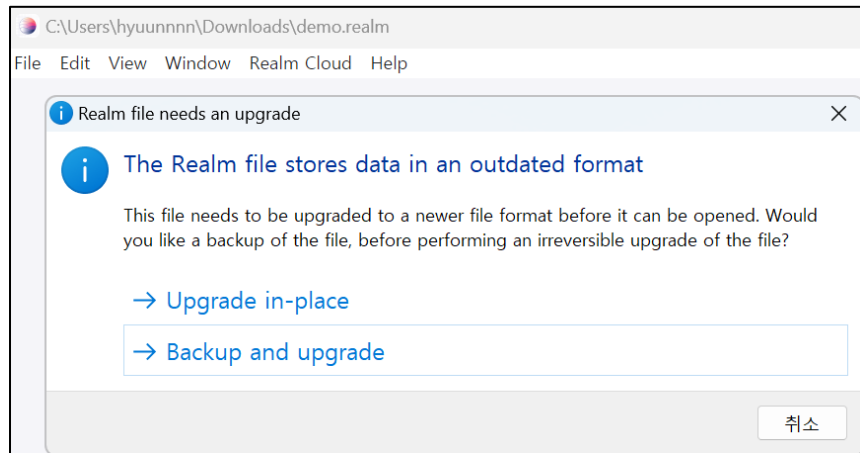 C:\Users\hyuunnnn\Downloads\demo.realm
File Edit View Window Realm Cloud Help
Realm file needs an upgrade
The Realm file stores data in an outdated format
This file needs to be upgraded to a newer file format before it can be opened. Would
you like a backup of the file, before performing an irreversible upgrade of the file?
→ Upgrade in-place
→ Backup and upgrade
취소